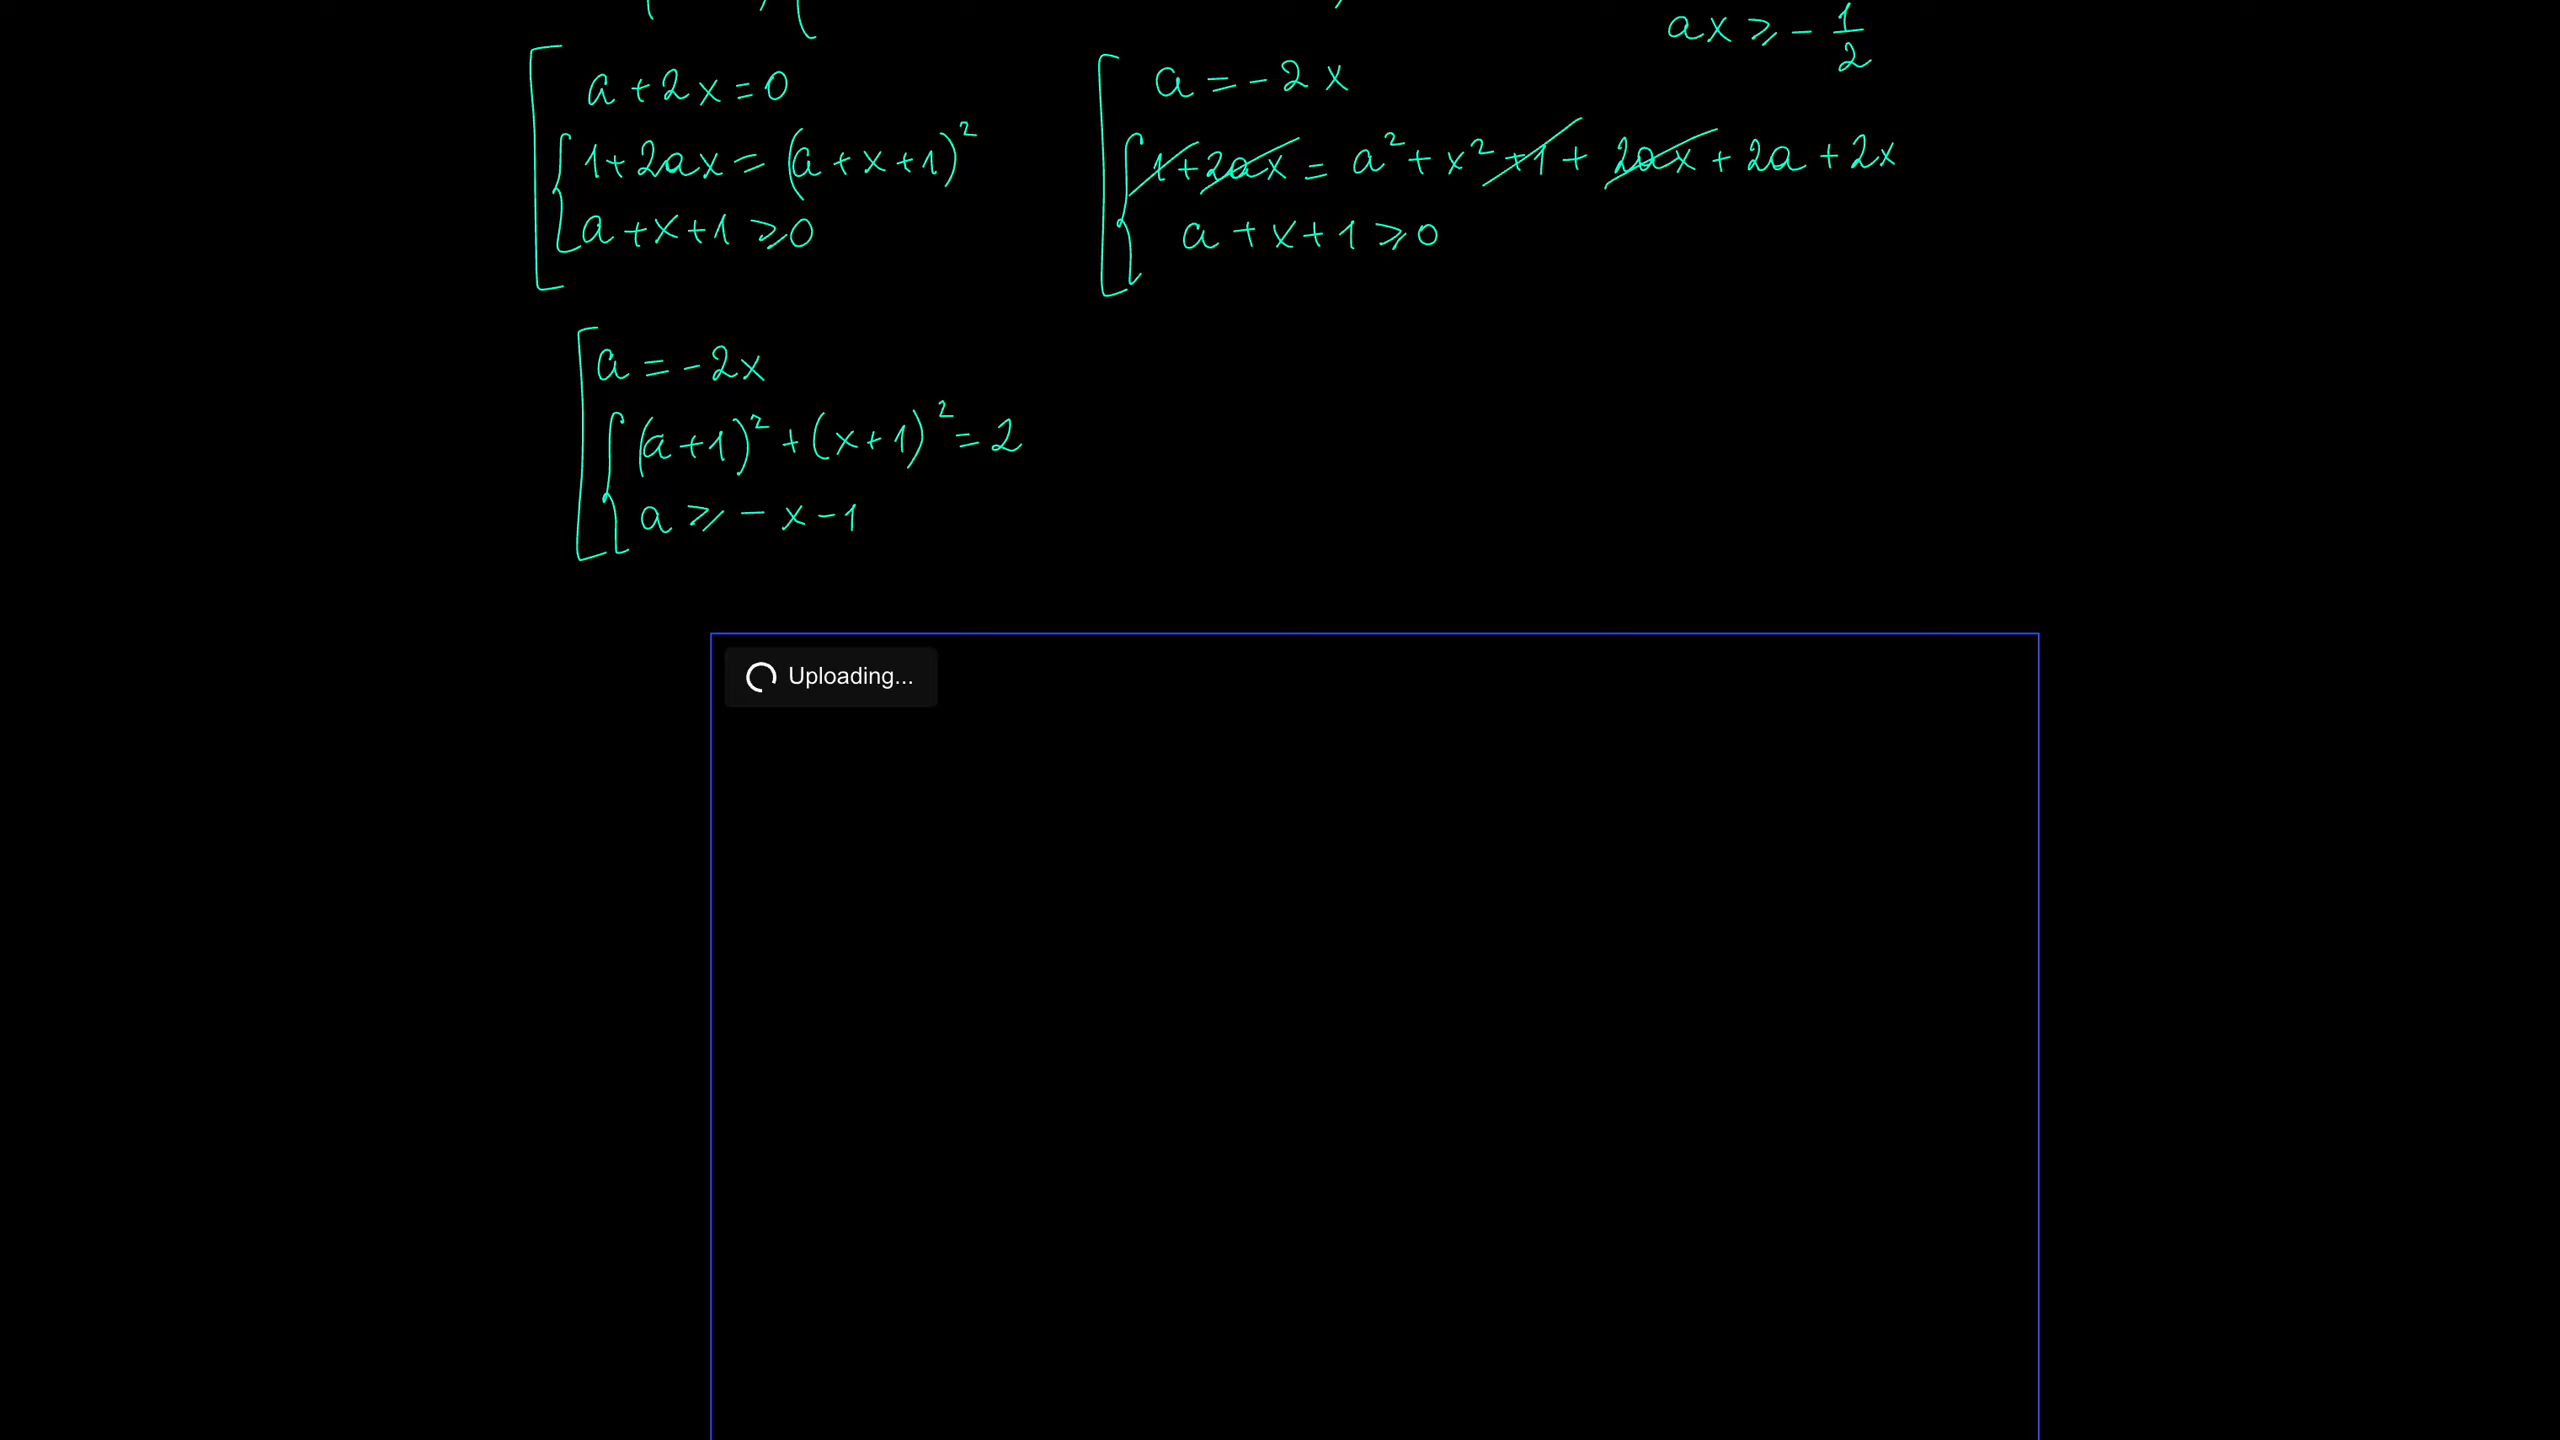 ax ⩾ - 1/2
a + 2x = 0
1 + 2ax = (a + x + 1)²
a + x + 1 ⩾ 0
a = - 2x
1 + 2ax = a² + x² + 1 + 2ax + 2a + 2x
a + x + 1 ⩾ 0
a = - 2x
(a + 1)² + (x + 1)² = 2
a ⩾ - x - 1
Uploading...